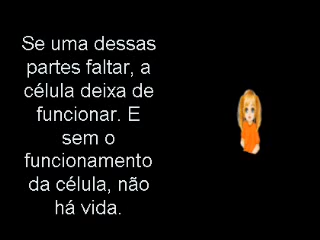 Se uma dessas
partes faltar, a
célula deixa de
funcionar. E
sem o
funcionamento
da célula, não
há vida.